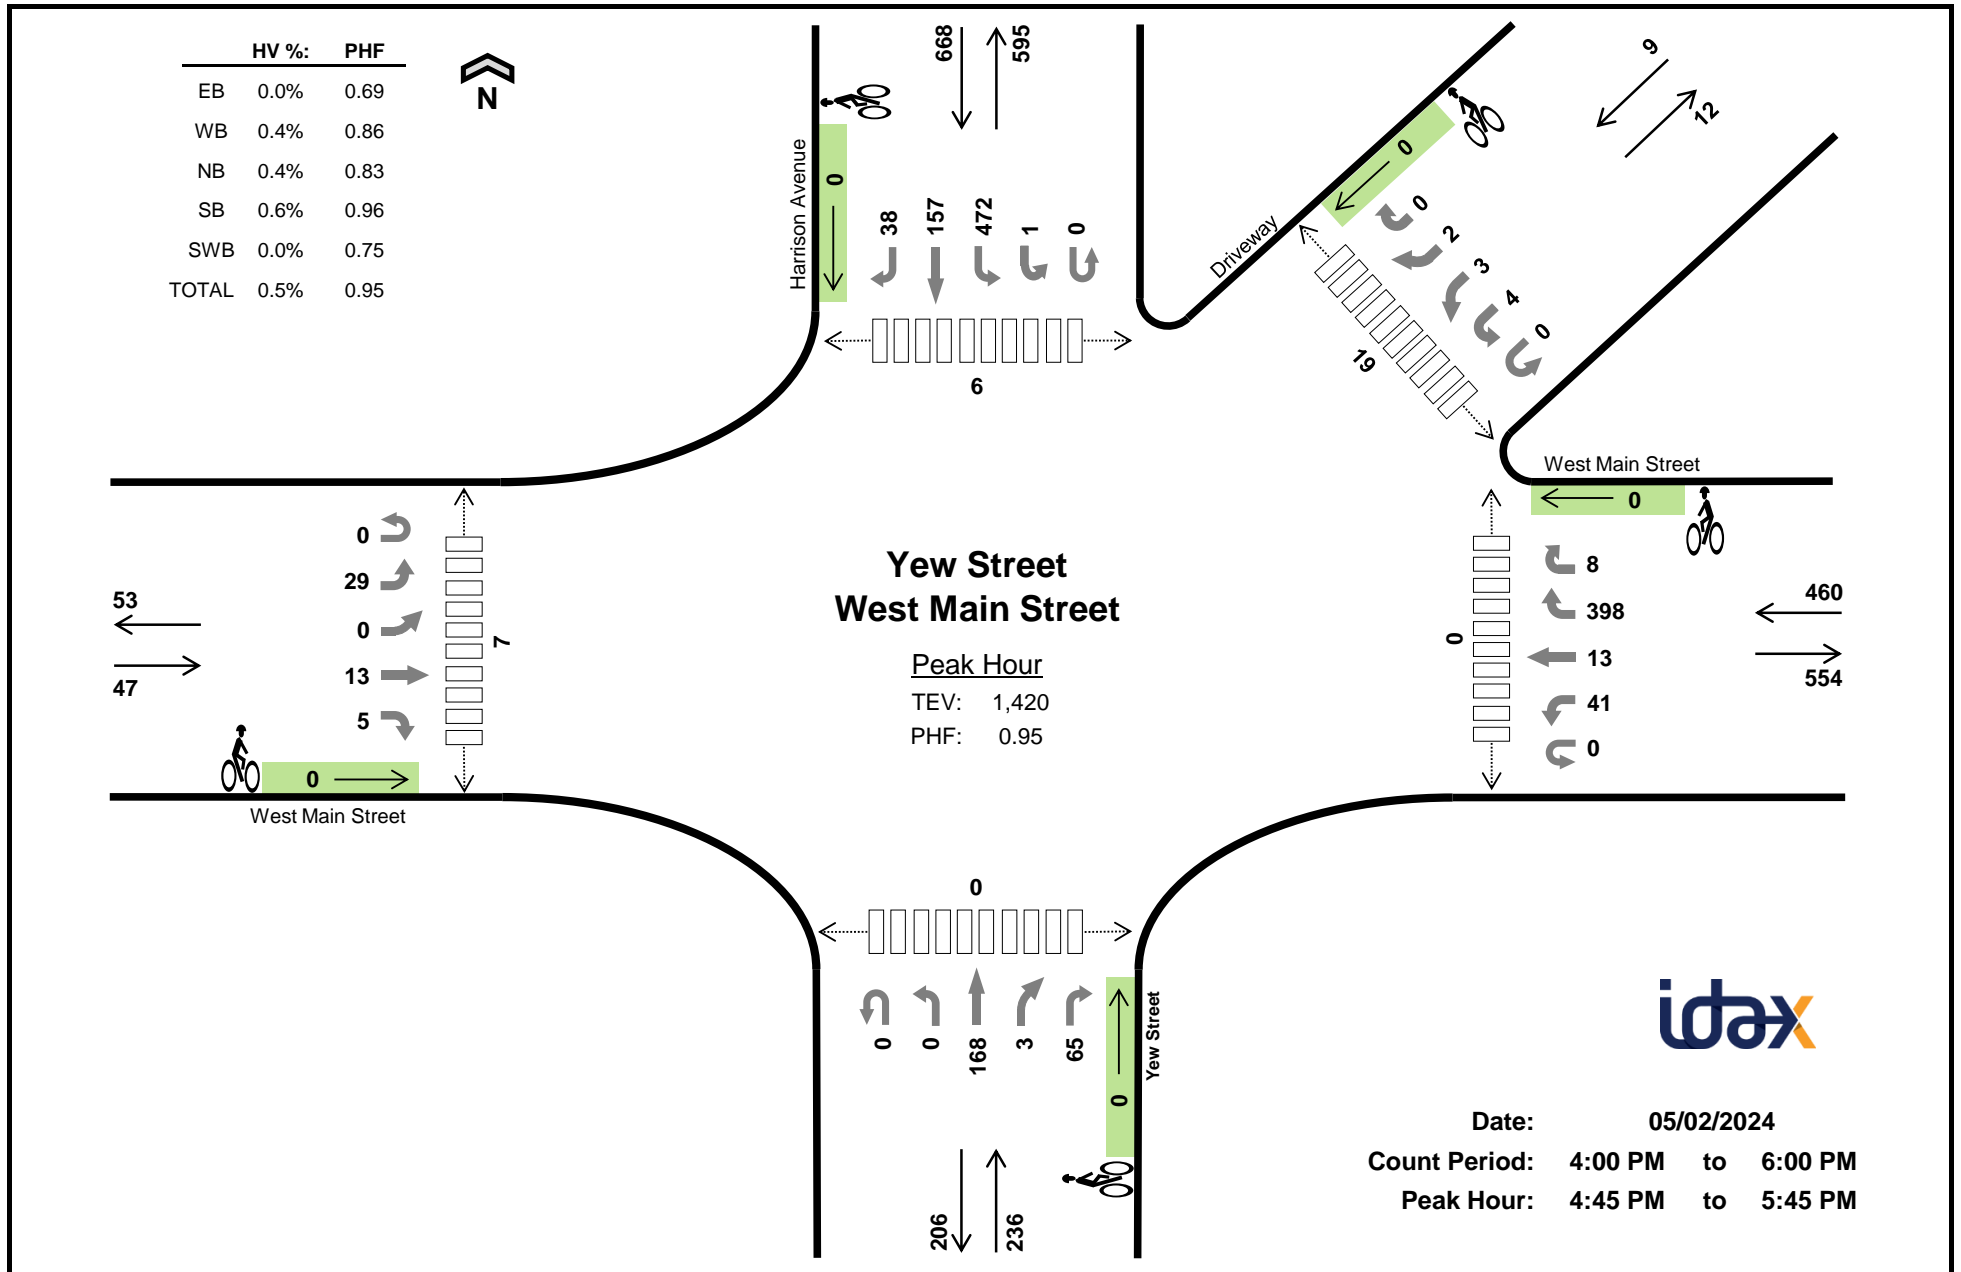 HV %: PHF
EB 0.0% 0.69
WB 0.4% 0.86
NB 0.4% 0.83
SB 0.6% 0.96
SWB 0.0% 0.75
TOTAL 0.5% 0.95
N
668
595
9
12
Harrison Avenue
0
38
157
472
1
0
6
Driveway
0
0
2
3
4
0
19
West Main Street
0
0
29
0
13
5
7
53
47
0
West Main Street
Yew Street
West Main Street
Peak Hour
TEV: 1,420
PHF: 0.95
0
8
398
13
41
0
460
554
0
0
0
168
3
65
0
Yew Street
206
236
idax
Date: 05/02/2024
Count Period: 4:00 PM to 6:00 PM
Peak Hour: 4:45 PM to 5:45 PM